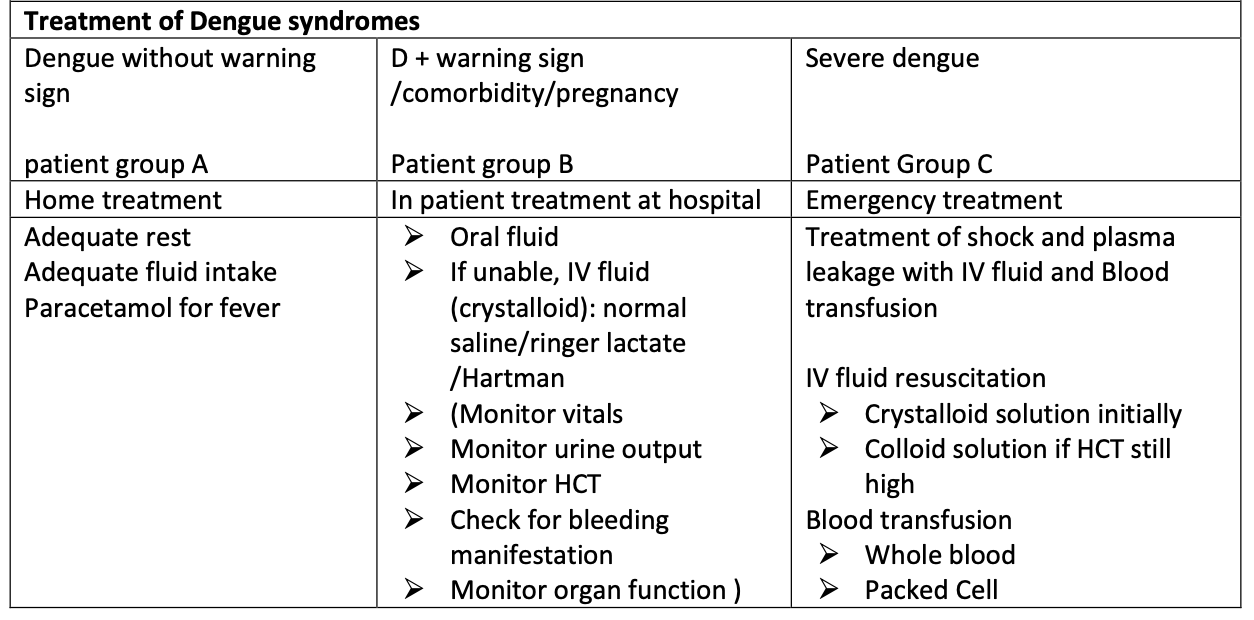 Treatment of Dengue syndromes
Dengue without warning
sign
patient group A
D + warning sign
/comorbidity/pregnancy
Patient group B
Severe dengue
Patient Group C
Home treatment
In patient treatment at hospital
Emergency treatment
Adequate rest
Adequate fluid intake
Paracetamol for fever
➢ Oral fluid
➢ If unable, IV fluid
(crystalloid): normal
saline/ringer lactate
/Hartman
➢ (Monitor vitals
➢ Monitor urine output
➢ Monitor HCT
➢ Check for bleeding
manifestation
➢ Monitor organ function )
Treatment of shock and plasma
leakage with IV fluid and Blood
transfusion
IV fluid resuscitation
➢ Crystalloid solution initially
➢ Colloid solution if HCT still
high
Blood transfusion
➢ Whole blood
➢ Packed Cell